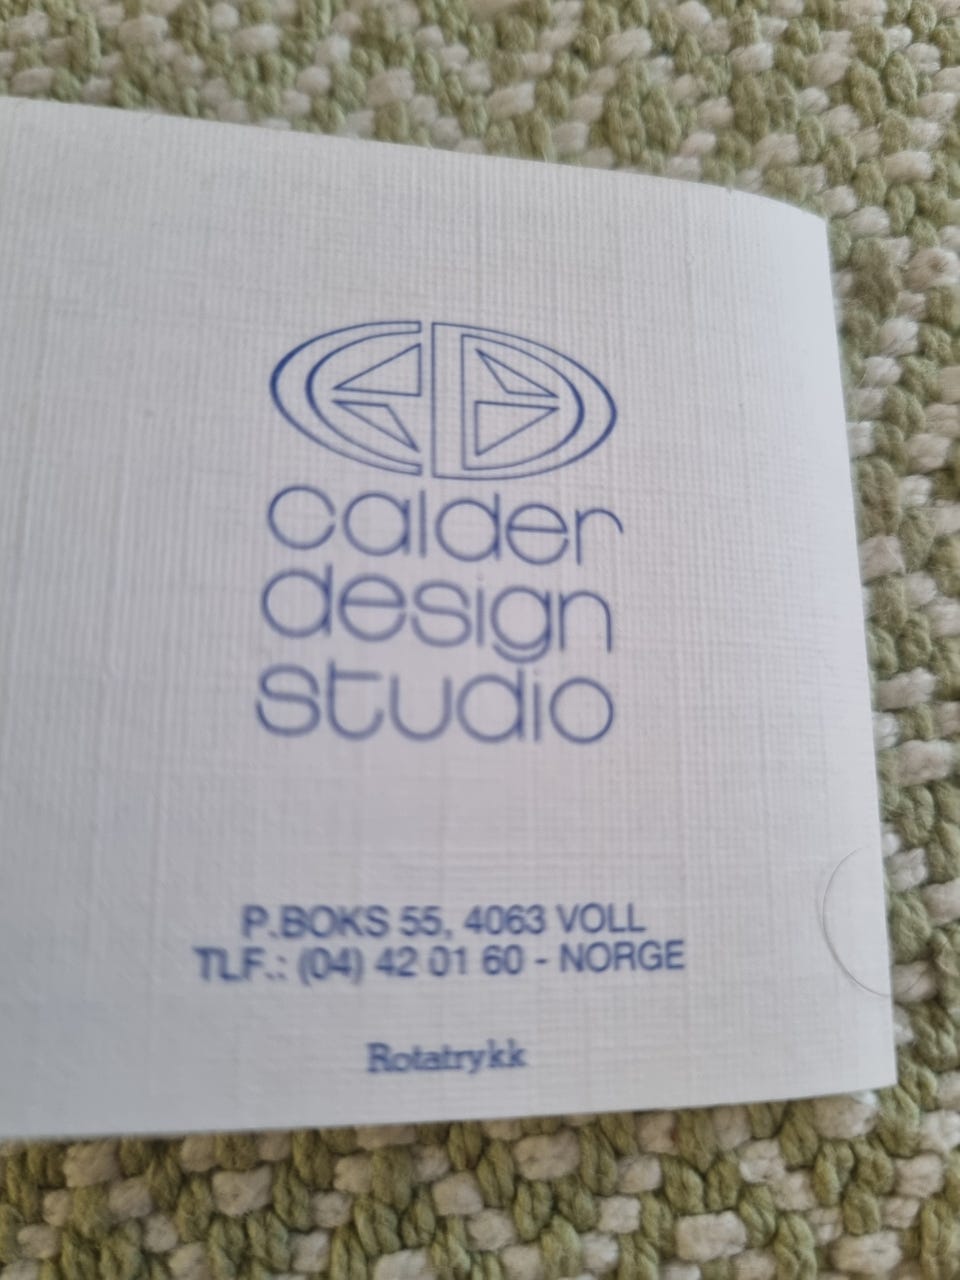 calder
design
studio
P.BOKS 55, 4063 VOLL
TLF.: (04) 42 01 60 - NORGE
Rotatrykk